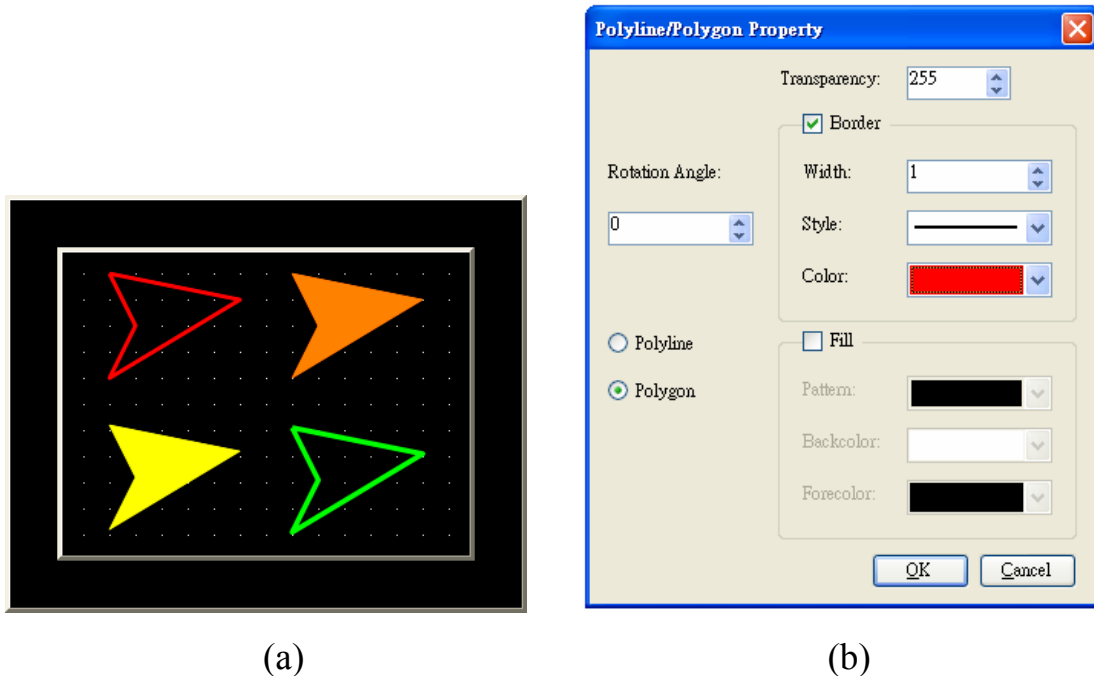 Polyline/Polygon Property
Transparency: 255
Border
Rotation Angle:
Width: 1
0
Style:
Color:
Polyline
Fill
Polygon
Pattern:
Backcolor:
Forecolor:
OK Cancel
(a) (b)